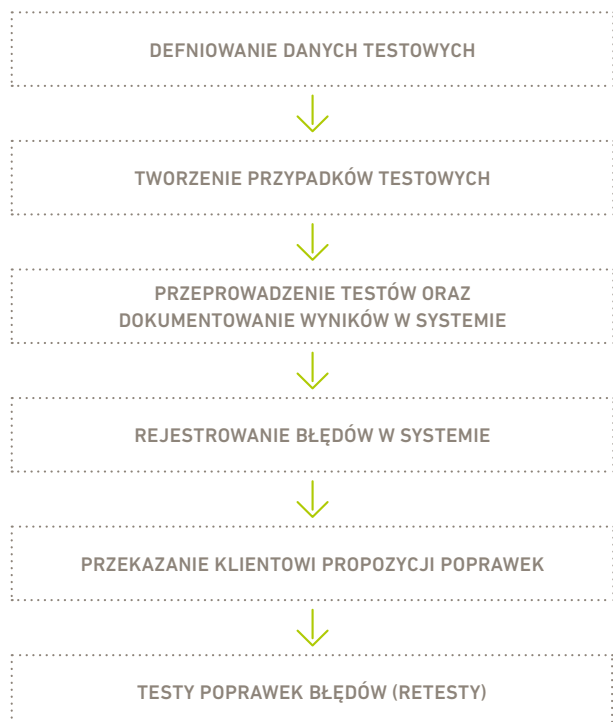 DEFNIOWANIE DANYCH TESTOWYCH
TWORZENIE PRZYPADKÓW TESTOWYCH
PRZEPROWADZENIE TESTÓW ORAZ
DOKUMENTOWANIE WYNIKÓW W SYSTEMIE
REJESTROWANIE BŁĘDÓW W SYSTEMIE
PRZEKAZANIE KLIENTOWI PROPOZYCJI POPRAWEK
TESTY POPRAWEK BŁĘDÓW (RETESTY)